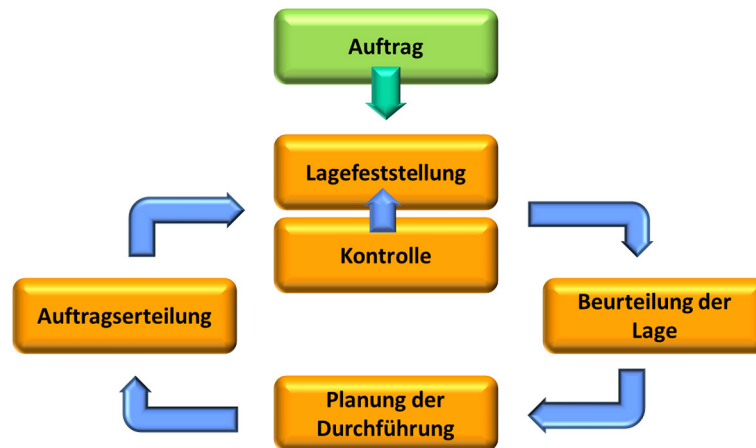 Auftrag
Lagefeststellung
Kontrolle
Auftragserteilung
Beurteilung der
Lage
Planung der
Durchführung